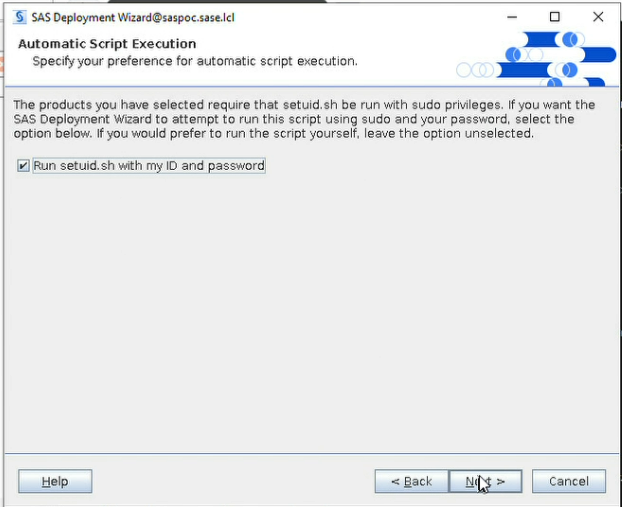 SAS Deployment Wizard@saspoc.sase.lcl
Automatic Script Execution
Specify your preference for automatic script execution.
The products you have selected require that setuid.sh be run with sudo privileges. If you want the
SAS Deployment Wizard to attempt to run this script using sudo and your password, select the
option below. If you would prefer to run the script yourself, leave the option unselected.
Run setuid.sh with my ID and password
Help
< Back
Next >
Cancel